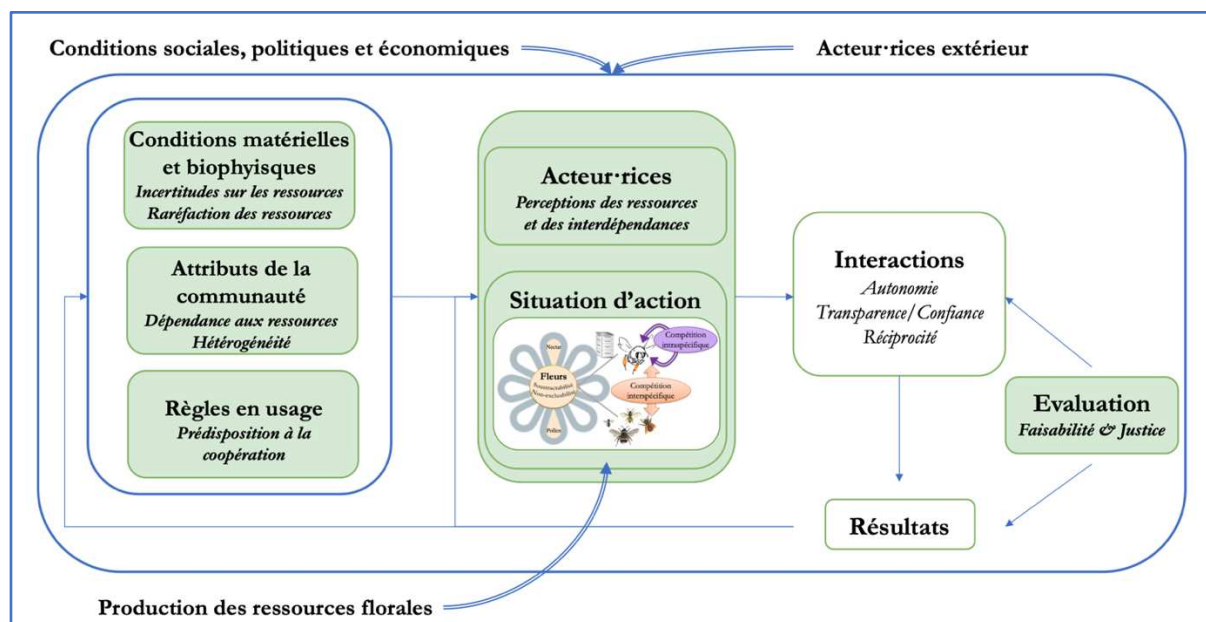 Conditions sociales, politiques et économiques
Acteur·rices extérieur
Conditions matérielles
et biophyisques
Incertitudes sur les ressources
Raréfaction des ressources
Attributs de la
communauté
Dépendance aux ressources
Hétérogénéité
Règles en usage
Prédisposition à la
coopération
Acteur·rices
Perceptions des ressources
et des interdépendances
Situation d'action
Nectar
Fleurs
Soustractabilité
Non-excluabilité
Pollen
Compétition
intraspécifique
Compétition
interspécifique
Interactions
Autonomie
Transparence/Confiance
Réciprocité
Evaluation
Faisabilité & Justice
Résultats
Production des ressources florales